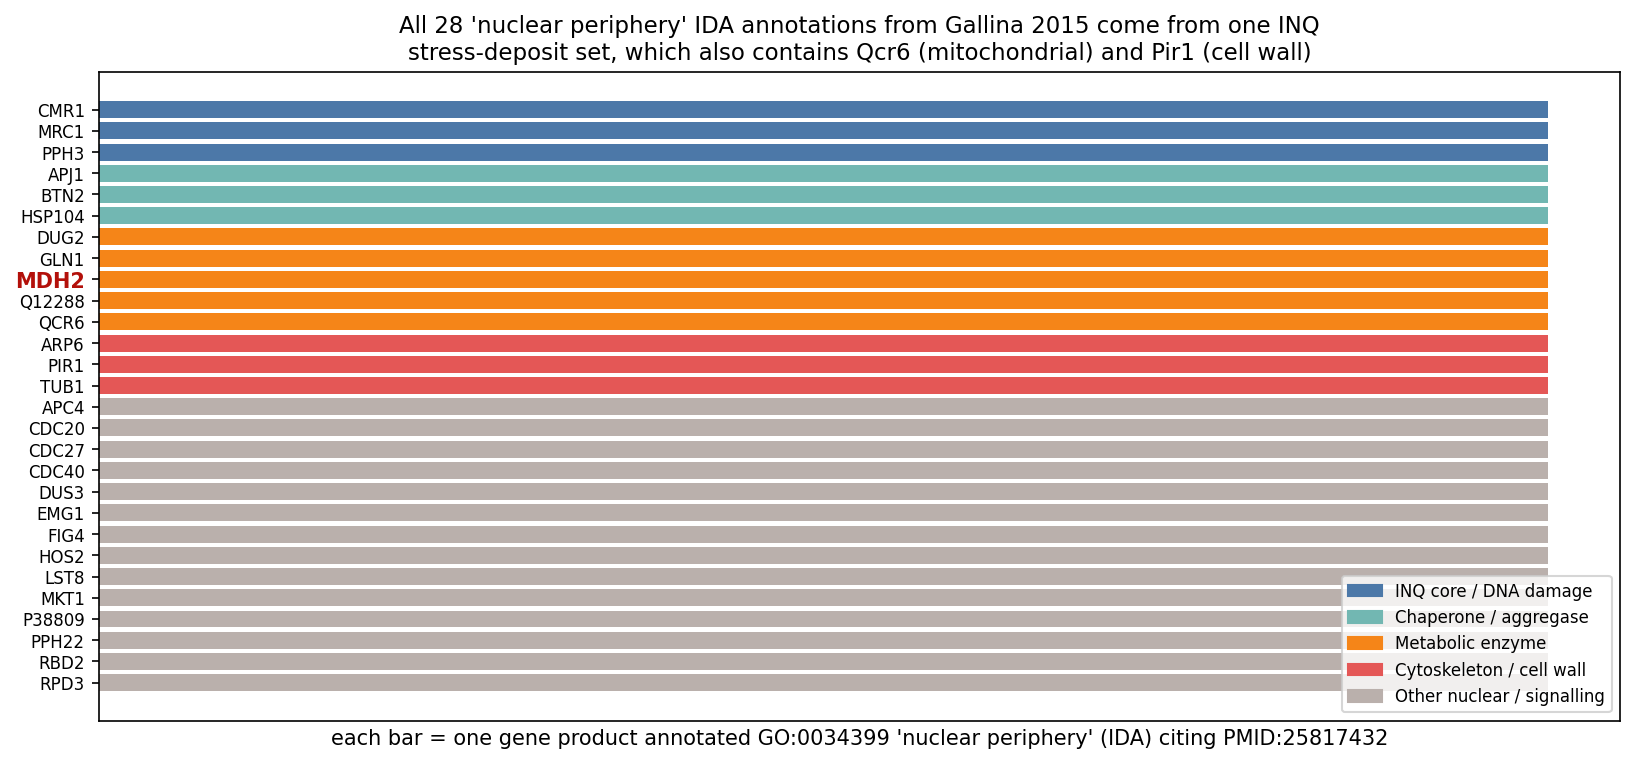 All 28 'nuclear periphery' IDA annotations from Gallina 2015 come from one INQ
stress-deposit set, which also contains Qcr6 (mitochondrial) and Pir1 (cell wall)
CMR1
MRC1
PPH3
APJ1
BTN2
HSP104
DUG2
GLN1
MDH2
Q12288
QCR6
ARP6
PIR1
TUB1
APC4
CDC20
CDC27
CDC40
DUS3
EMG1
FIG4
HOS2
LST8
MKT1
P38809
PPH22
RBD2
RPD3
INQ core / DNA damage
Chaperone / aggregase
Metabolic enzyme
Cytoskeleton / cell wall
Other nuclear / signalling
each bar = one gene product annotated GO:0034399 'nuclear periphery' (IDA) citing PMID:25817432